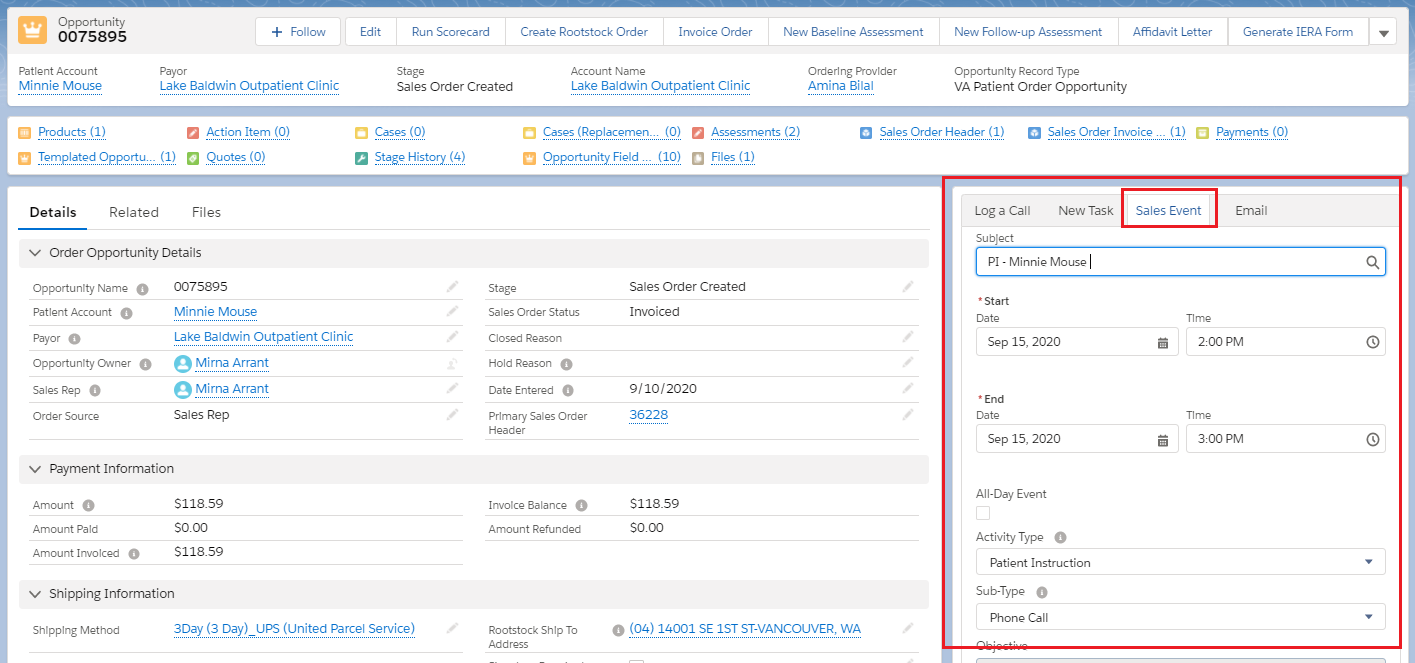 Opportunity
0075895
Follow
Edit
Run Scorecard
Create Rootstock Order
Invoice Order
New Baseline Assessment
New Follow-up Assessment
Affidavit Letter
Generate IERA Form
Patient Account
Minnie Mouse
Payor
Lake Baldwin Outpatient Clinic
Stage
Sales Order Created
Account Name
Lake Baldwin Outpatient Clinic
Ordering Provider
Amina Bilal
Opportunity Record Type
VA Patient Order Opportunity
Products (1)
Action Item (0)
Cases (0)
Cases (Replacemen... (0)
Assessments (2)
Sales Order Header (1)
Sales Order Invoice ... (1)
Payments (0)
Templated Opportu... (1)
Quotes (0)
Stage History (4)
Opportunity Field ... (10)
Files (1)
Details
Related
Files
Order Opportunity Details
Opportunity Name
0075895
Stage
Sales Order Created
Patient Account
Minnie Mouse
Sales Order Status
Invoiced
Payor
Lake Baldwin Outpatient Clinic
Closed Reason
Opportunity Owner
Mirna Arrant
Hold Reason
Sales Rep
Mirna Arrant
Date Entered
9/10/2020
Order Source
Sales Rep
Primary Sales Order
Header
36228
Payment Information
Amount
$118.59
Invoice Balance
$118.59
Amount Paid
$0.00
Amount Refunded
$0.00
Amount Invoiced
$118.59
Shipping Information
Shipping Method
3Day (3 Day)_UPS (United Parcel Service)
Rootstock Ship To
Address
(04) 14001 SE 1ST ST-VANCOUVER, WA
Log a Call
New Task
Sales Event
Email
Subject
PI - Minnie Mouse
*Start
Date
Time
Sep 15, 2020
2:00 PM
*End
Date
Time
Sep 15, 2020
3:00 PM
All-Day Event
Activity Type
Patient Instruction
Sub-Type
Phone Call
Objective